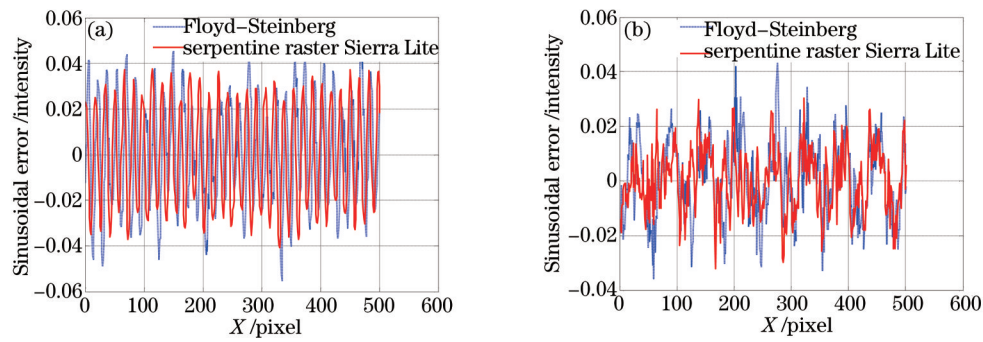 (a)
Floyd−Steinberg
serpentine raster Sierra Lite
0.06
0.04
0.02
0
−0.02
−0.04
−0.06
Sinusoidal error /intensity
0 100 200 300 400 500 600
X /pixel
(b)
Floyd−Steinberg
serpentine raster Sierra Lite
0.06
0.04
0.02
0
−0.02
−0.04
Sinusoidal error /intensity
0 100 200 300 400 500 600
X /pixel